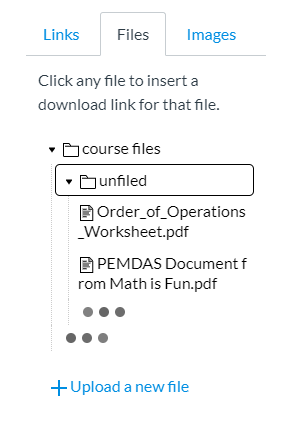 Links Files Images
Click any file to insert a
download link for that file.
course files
unfiled
Order_of_Operations
_Worksheet.pdf
PEMDAS Document f
rom Math is Fun.pdf
Upload a new file